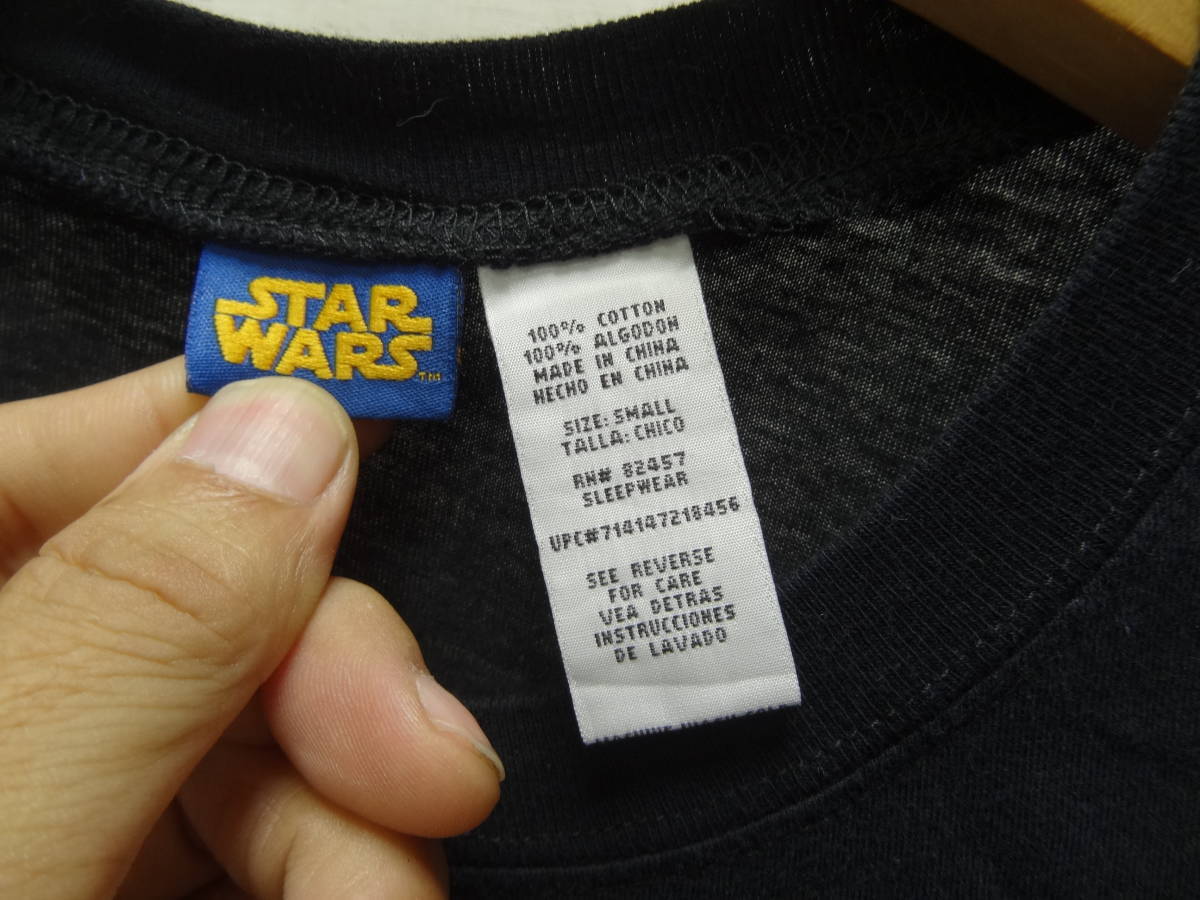 STAR
WARS
TM
100% COTTON
100% ALGODON
MADE IN CHINA
HECHO EN CHINA
SIZE: SMALL
TALLA: CHICO
RN# 82457
SLEEPWEAR
UPC#714147218456
SEE REVERSE
FOR CARE
VEA DETRAS
INSTRUCCIONES
DE LAVADO